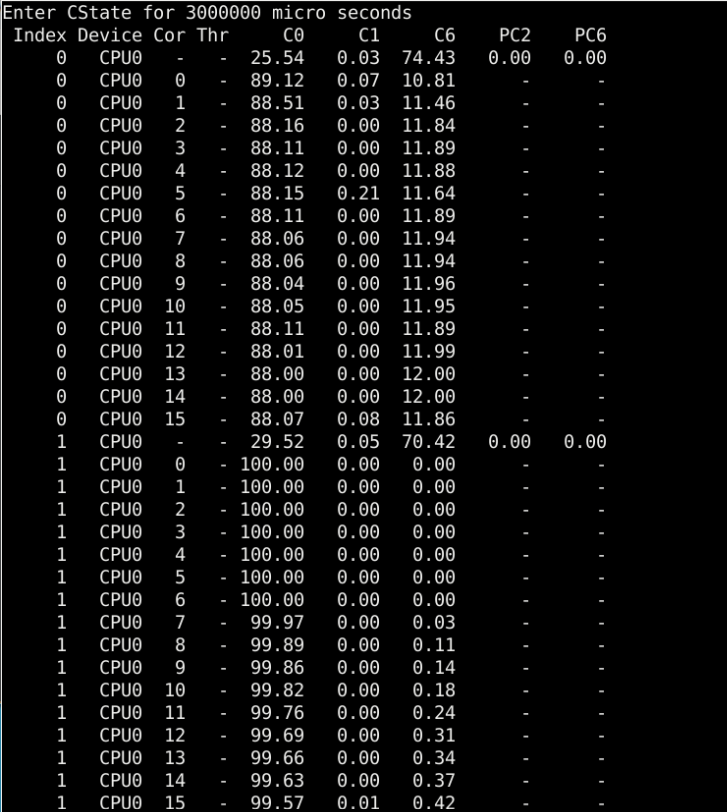 Enter CState for 3000000 micro seconds
Index Device Cor Thr C0 C1 C6 PC2 PC6
0 CPU0 - - 25.54 0.03 74.43 0.00 0.00
0 CPU0 0 - 89.12 0.07 10.81 - -
0 CPU0 1 - 88.51 0.03 11.46 - -
0 CPU0 2 - 88.16 0.00 11.84 - -
0 CPU0 3 - 88.11 0.00 11.89 - -
0 CPU0 4 - 88.12 0.00 11.88 - -
0 CPU0 5 - 88.15 0.21 11.64 - -
0 CPU0 6 - 88.11 0.00 11.89 - -
0 CPU0 7 - 88.06 0.00 11.94 - -
0 CPU0 8 - 88.06 0.00 11.94 - -
0 CPU0 9 - 88.04 0.00 11.96 - -
0 CPU0 10 - 88.05 0.00 11.95 - -
0 CPU0 11 - 88.11 0.00 11.89 - -
0 CPU0 12 - 88.01 0.00 11.99 - -
0 CPU0 13 - 88.00 0.00 12.00 - -
0 CPU0 14 - 88.00 0.00 12.00 - -
0 CPU0 15 - 88.07 0.08 11.86 - -
1 CPU0 - - 29.52 0.05 70.42 0.00 0.00
1 CPU0 0 - 100.00 0.00 0.00 - -
1 CPU0 1 - 100.00 0.00 0.00 - -
1 CPU0 2 - 100.00 0.00 0.00 - -
1 CPU0 3 - 100.00 0.00 0.00 - -
1 CPU0 4 - 100.00 0.00 0.00 - -
1 CPU0 5 - 100.00 0.00 0.00 - -
1 CPU0 6 - 100.00 0.00 0.00 - -
1 CPU0 7 - 99.97 0.00 0.03 - -
1 CPU0 8 - 99.89 0.00 0.11 - -
1 CPU0 9 - 99.86 0.00 0.14 - -
1 CPU0 10 - 99.82 0.00 0.18 - -
1 CPU0 11 - 99.76 0.00 0.24 - -
1 CPU0 12 - 99.69 0.00 0.31 - -
1 CPU0 13 - 99.66 0.00 0.34 - -
1 CPU0 14 - 99.63 0.00 0.37 - -
1 CPU0 15 - 99.57 0.01 0.42 - -